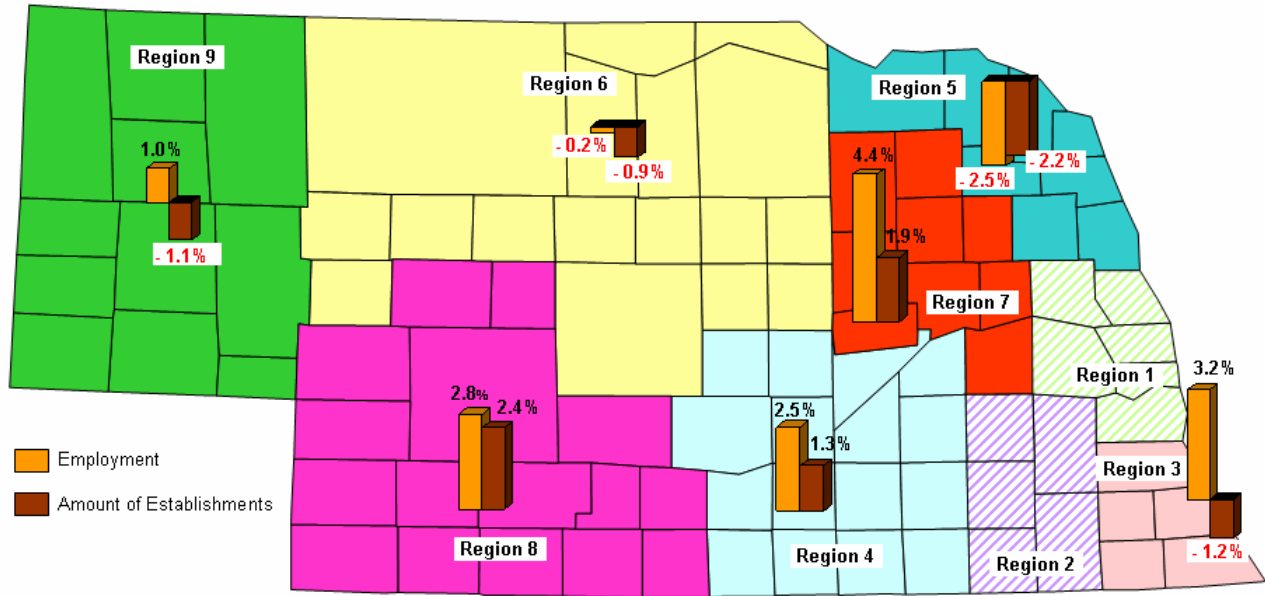 Region 9
Region 6
Region 5
1.0%
- 0.2%
- 0.9%
4.4%
- 2.5%
- 2.2%
- 1.1%
1.9%
Region 7
Region 1
3.2%
2.8%
2.4%
2.5%
1.3%
Employment
Region 3
Amount of Establishments
Region 8
Region 4
Region 2
- 1.2%